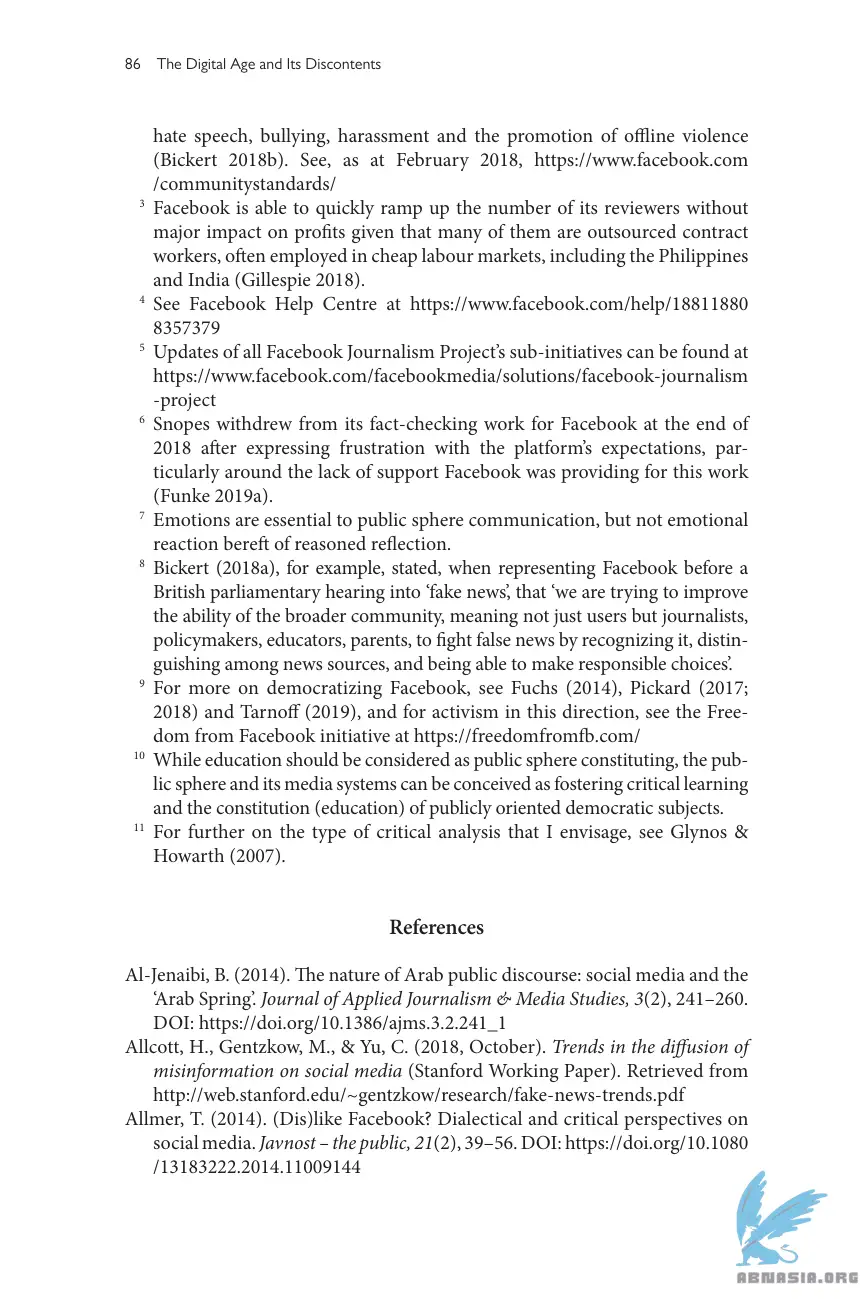 86 The Digital Age and Its Discontents
hate speech, bullying, harassment and the promotion of offline violence
(Bickert 2018b). See, as at February 2018, https://www.facebook.com
/communitystandards/
3 Facebook is able to quickly ramp up the number of its reviewers without
major impact on profits given that many of them are outsourced contract
workers, often employed in cheap labour markets, including the Philippines
and India (Gillespie 2018).
4 See Facebook Help Centre at https://www.facebook.com/help/18811880
8357379
5 Updates of all Facebook Journalism Project’s sub-initiatives can be found at
https://www.facebook.com/facebookmedia/solutions/facebook-journalism
-project
6 Snopes withdrew from its fact-checking work for Facebook at the end of
2018 after expressing frustration with the platform’s expectations, par-
ticularly around the lack of support Facebook was providing for this work
(Funke 2019a).
7 Emotions are essential to public sphere communication, but not emotional
reaction bereft of reasoned reflection.
8 Bickert (2018a), for example, stated, when representing Facebook before a
British parliamentary hearing into ‘fake news’, that ‘we are trying to improve
the ability of the broader community, meaning not just users but journalists,
policymakers, educators, parents, to fight false news by recognizing it, distin-
guishing among news sources, and being able to make responsible choices’.
9 For more on democratizing Facebook, see Fuchs (2014), Pickard (2017;
2018) and Tarnoff (2019), and for activism in this direction, see the Free-
dom from Facebook initiative at https://freedomfromfb.com/
10 While education should be considered as public sphere constituting, the pub-
lic sphere and its media systems can be conceived as fostering critical learning
and the constitution (education) of publicly oriented democratic subjects.
11 For further on the type of critical analysis that I envisage, see Glynos &
Howarth (2007).
References
Al-Jenaibi, B. (2014). The nature of Arab public discourse: social media and the
‘Arab Spring’. Journal of Applied Journalism & Media Studies, 3(2), 241–260.
DOI: https://doi.org/10.1386/ajms.3.2.241_1
Allcott, H., Gentzkow, M., & Yu, C. (2018, October). Trends in the diffusion of
misinformation on social media (Stanford Working Paper). Retrieved from
http://web.stanford.edu/~gentzkow/research/fake-news-trends.pdf
Allmer, T. (2014). (Dis)like Facebook? Dialectical and critical perspectives on
social media. Javnost – the public, 21(2), 39–56. DOI: https://doi.org/10.1080
/13183222.2014.11009144
ABNASIA.ORG